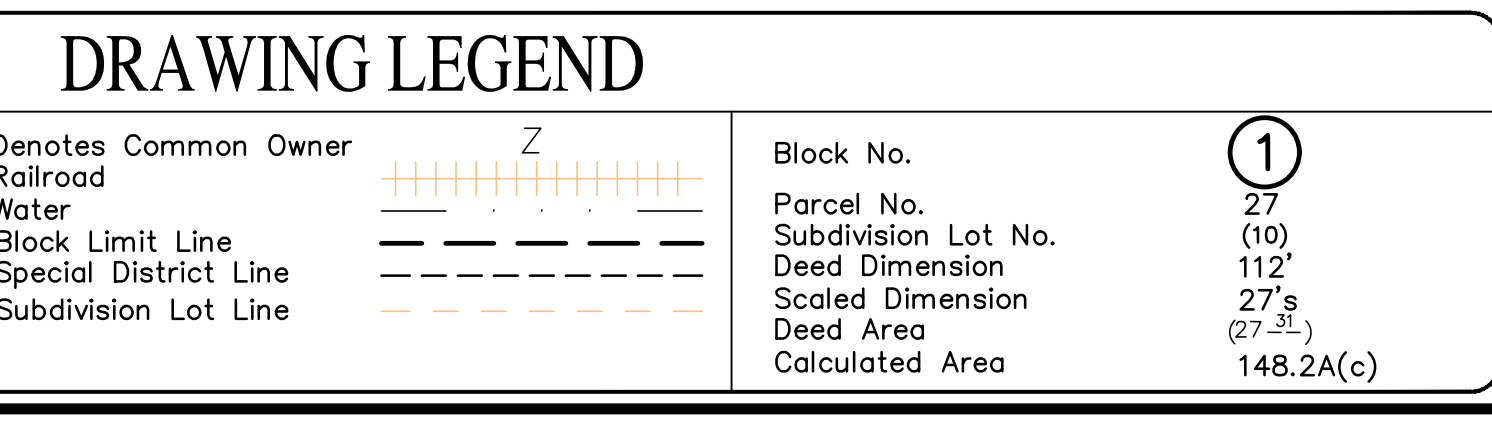 DRAWING LEGEND
Denotes Common Owner Z
Railroad
Water
Block Limit Line
Special District Line
Subdivision Lot Line
Block No. 1
Parcel No. 27
Subdivision Lot No. (10)
Deed Dimension 112'
Scaled Dimension 27's
Deed Area (27 31)
Calculated Area 148.2A(c)